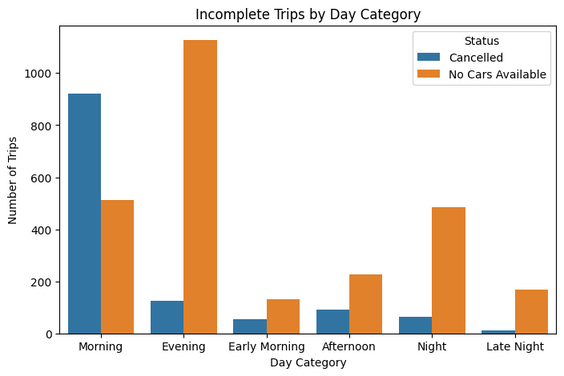 Incomplete Trips by Day Category
Status
Cancelled
No Cars Available
Number of Trips
1000
800
600
400
200
0
Morning Evening Early Morning Afternoon Night Late Night
Day Category